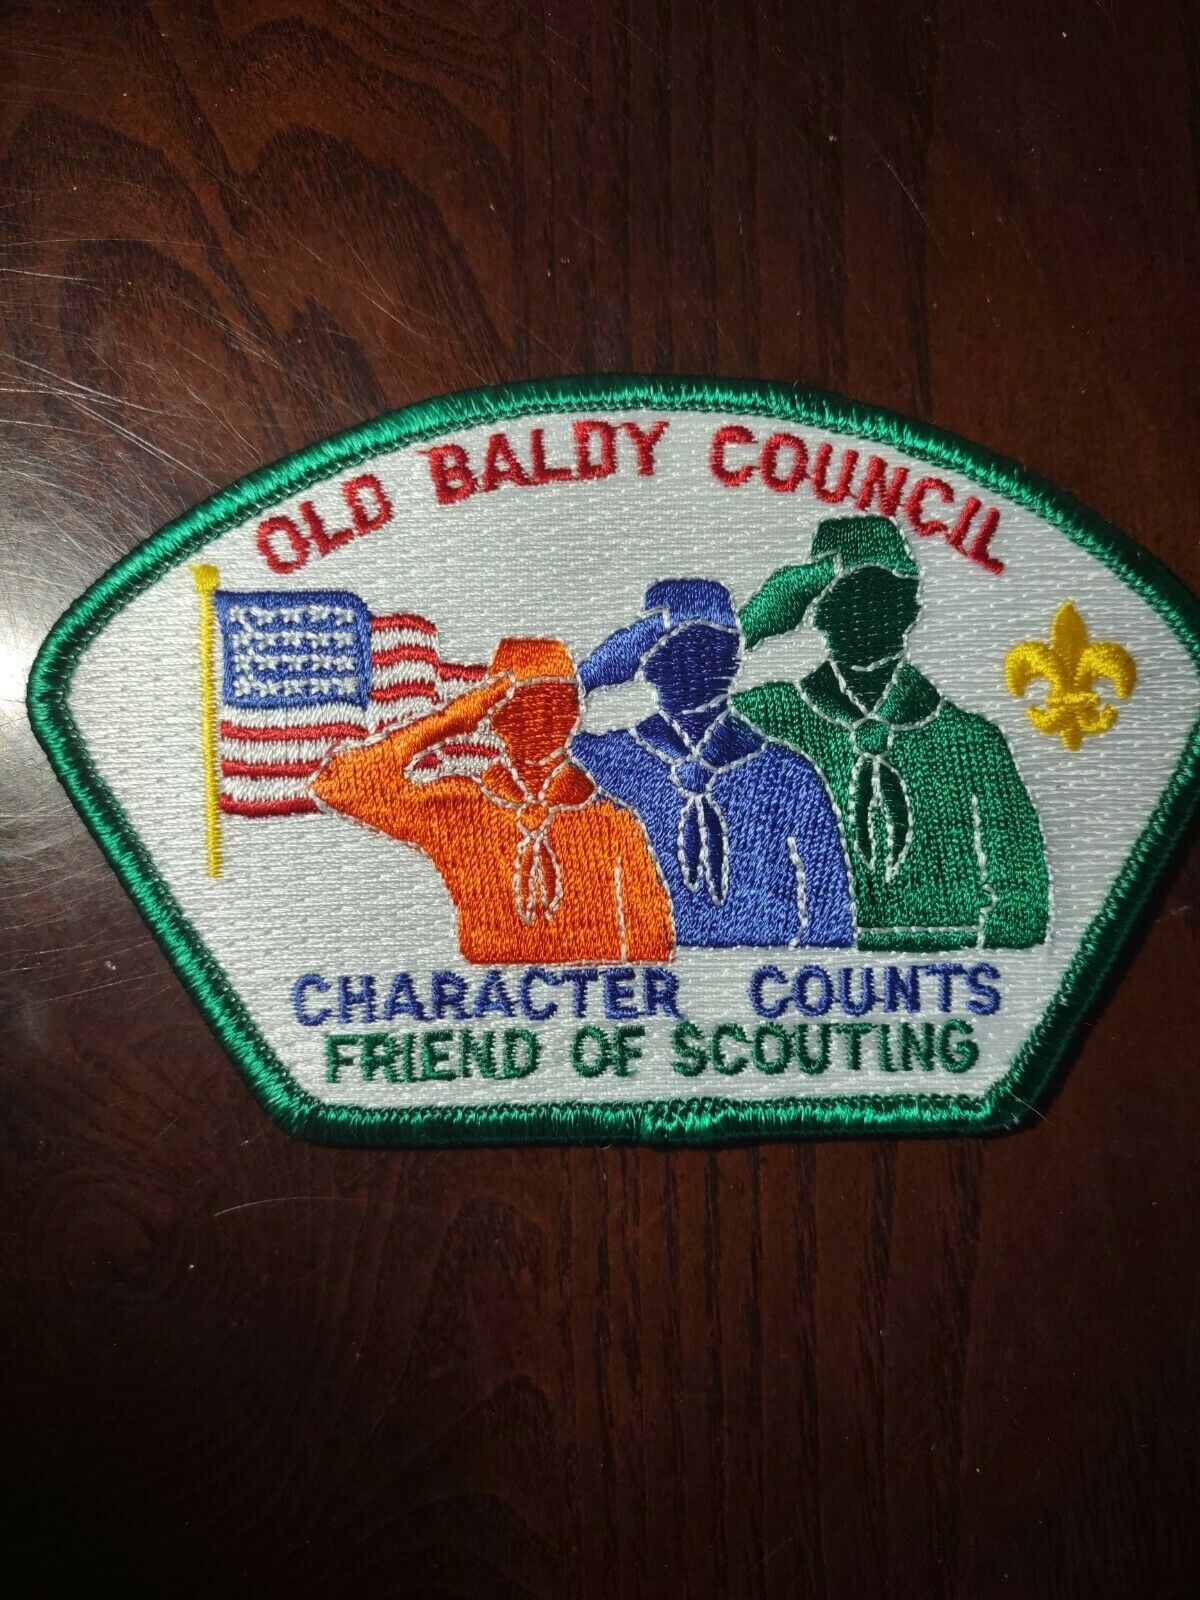 OLD BALDY COUNCIL
CHARACTER COUNTS
FRIEND OF SCOUTING